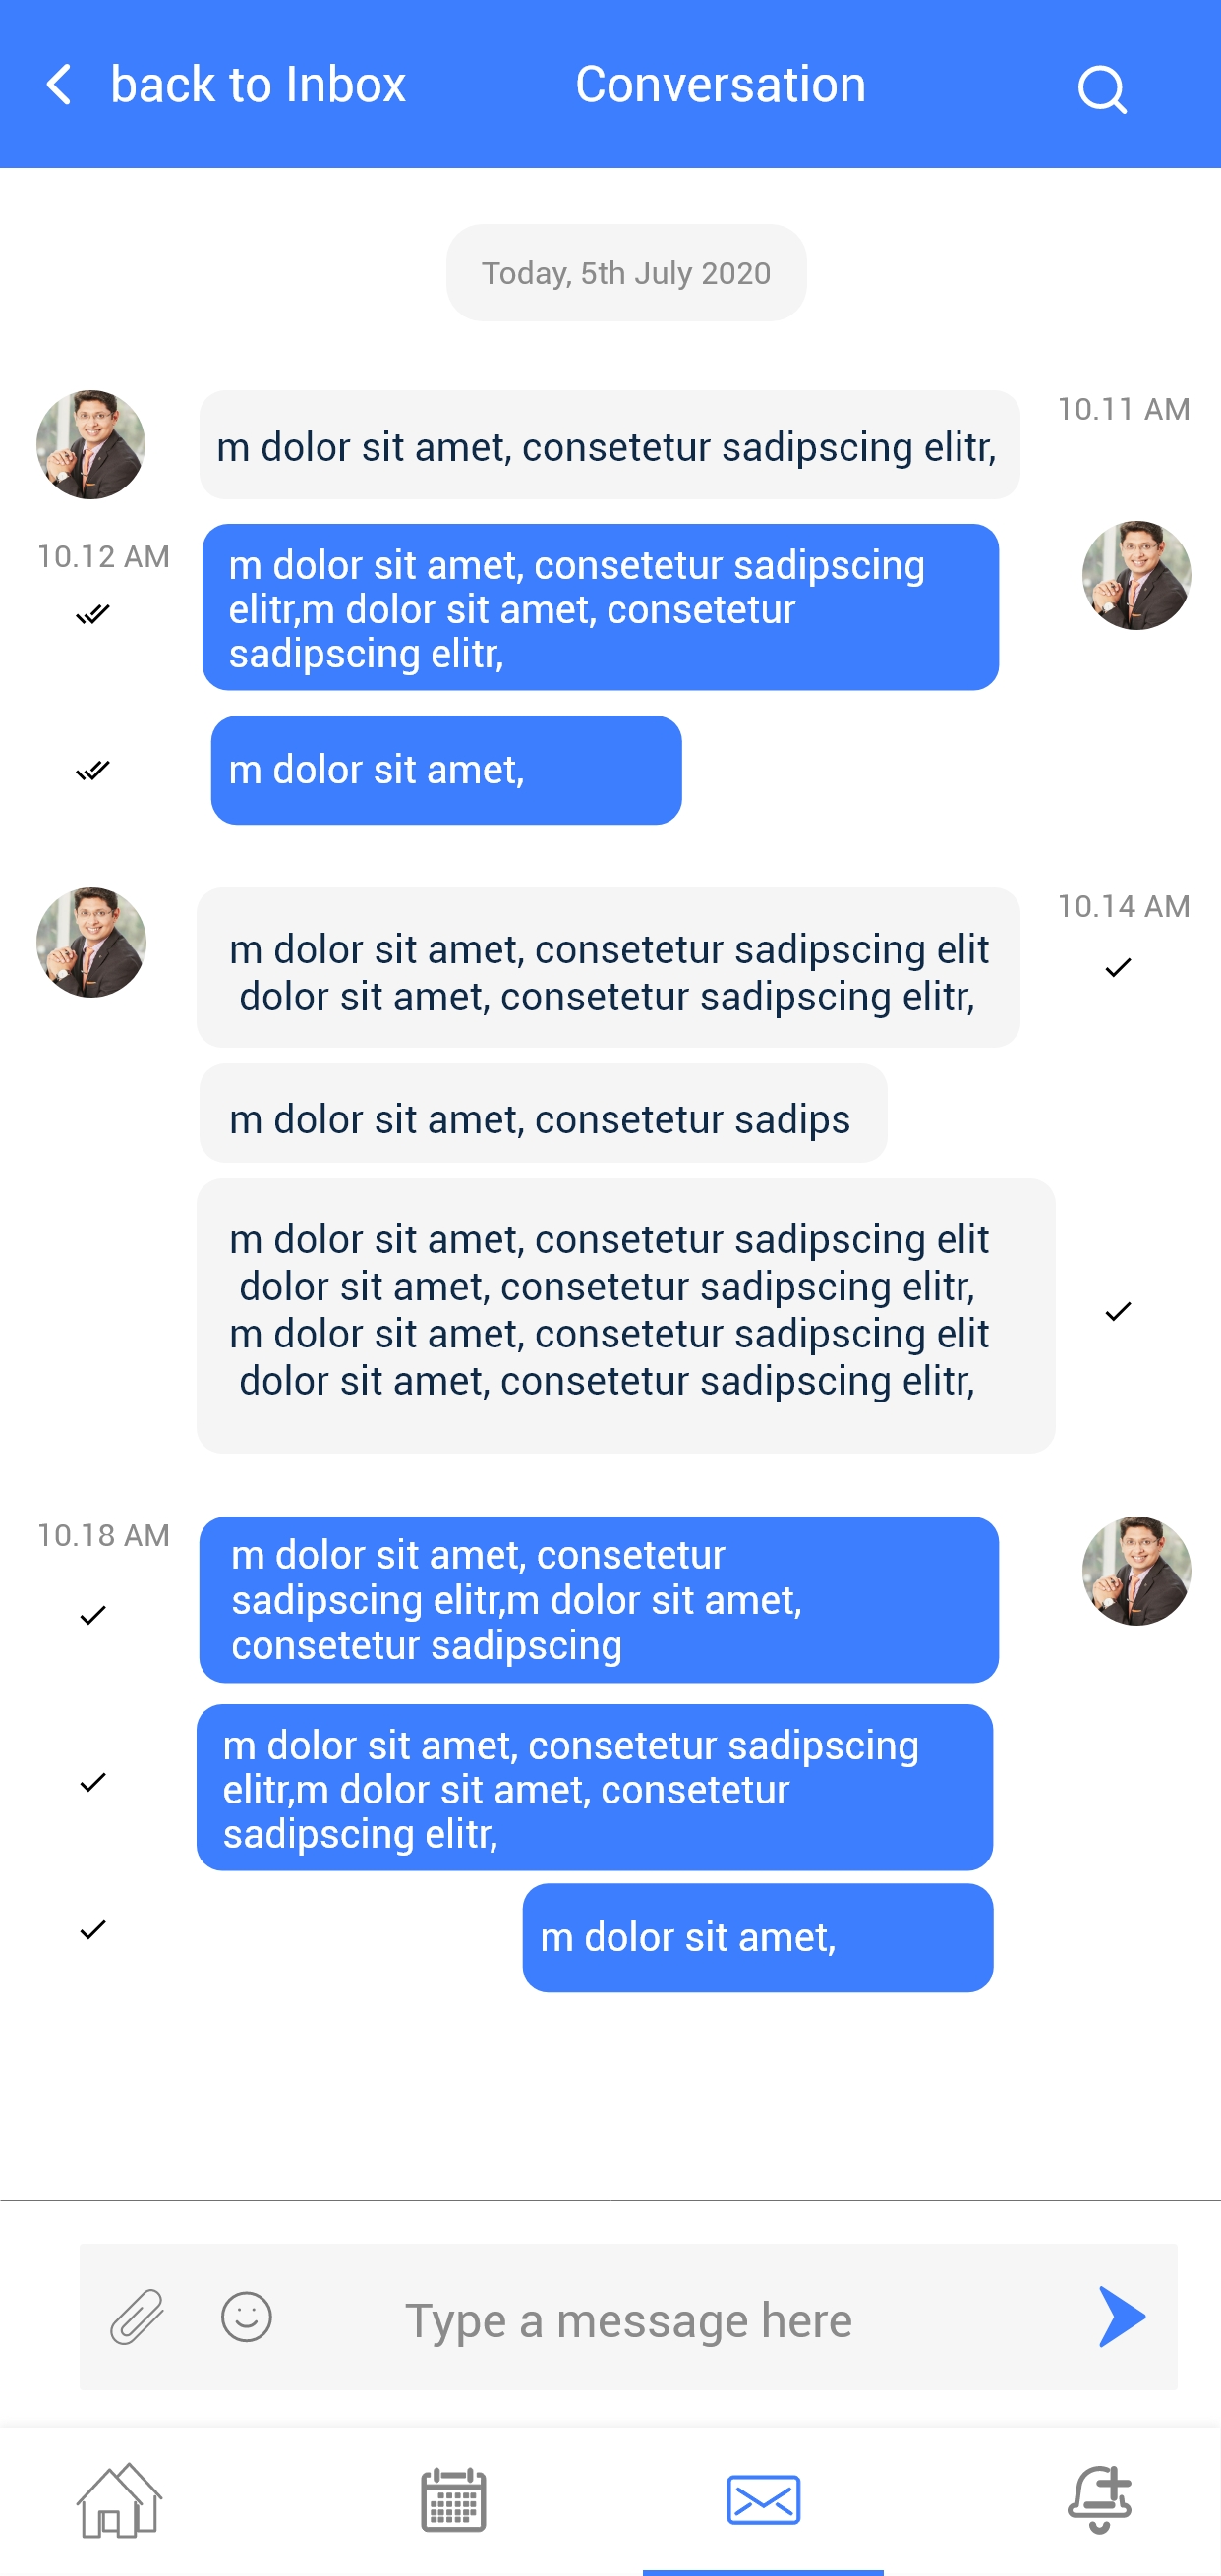 back to Inbox Conversation
Today, 5th July 2020
10.11 AM
m dolor sit amet, consetetur sadipscing elitr,
10.12 AM
m dolor sit amet, consetetur sadipscing
elitr,m dolor sit amet, consetetur
sadipscing elitr,
m dolor sit amet,
10.14 AM
m dolor sit amet, consetetur sadipscing elit
dolor sit amet, consetetur sadipscing elitr,
m dolor sit amet, consetetur sadips
m dolor sit amet, consetetur sadipscing elit
dolor sit amet, consetetur sadipscing elitr,
m dolor sit amet, consetetur sadipscing elit
dolor sit amet, consetetur sadipscing elitr,
10.18 AM
m dolor sit amet, consetetur
sadipscing elitr,m dolor sit amet,
consetetur sadipscing
m dolor sit amet, consetetur sadipscing
elitr,m dolor sit amet, consetetur
sadipscing elitr,
m dolor sit amet,
Type a message here